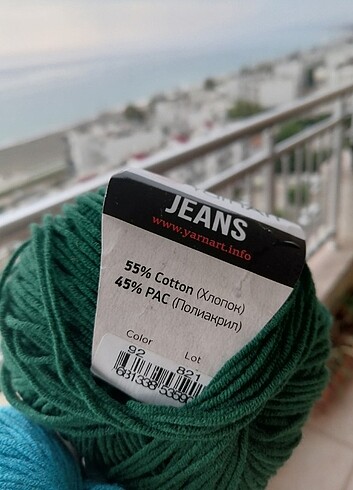 JEANS
www.yarnart.info
55% Cotton (Хлопок)
45% PAC (Полиакрил)
Color Lot
92 821